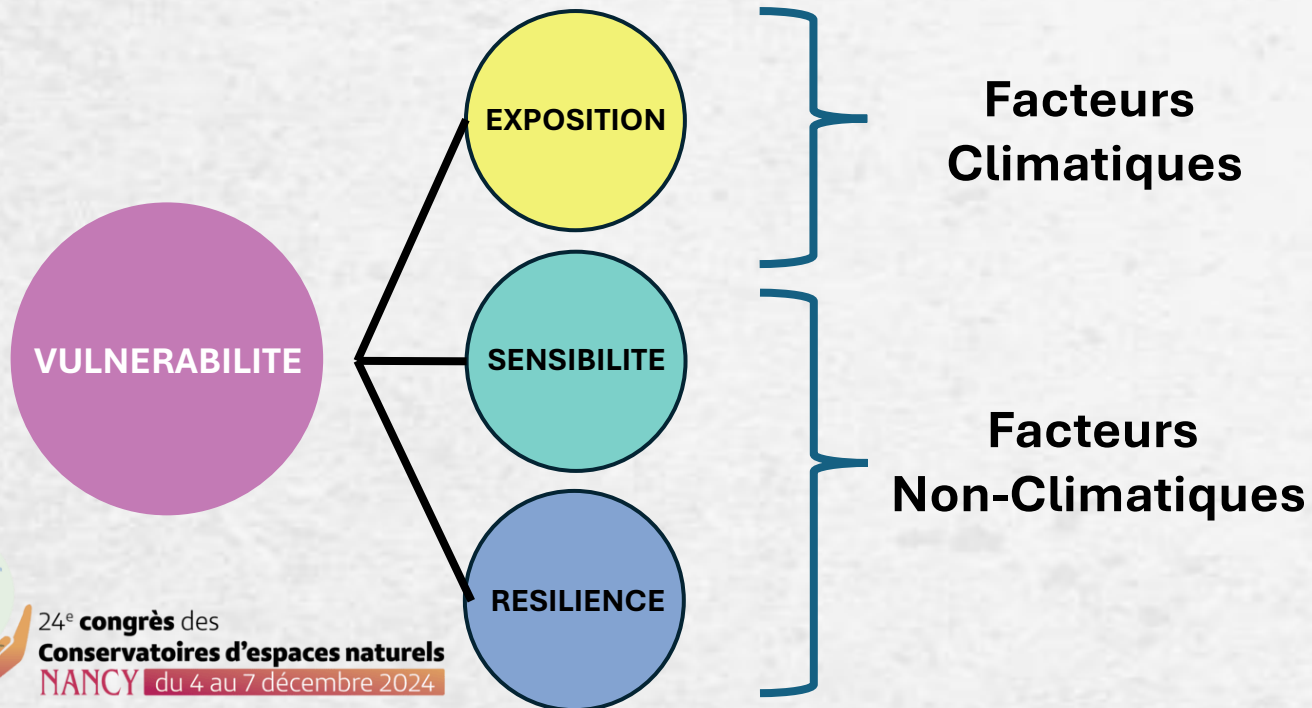 EXPOSITION
Facteurs
Climatiques
VULNERABILITE
SENSIBILITE
Facteurs
Non-Climatiques
RESILIENCE
24e congrès des
Conservatoires d'espaces naturels
NANCY du 4 au 7 décembre 2024